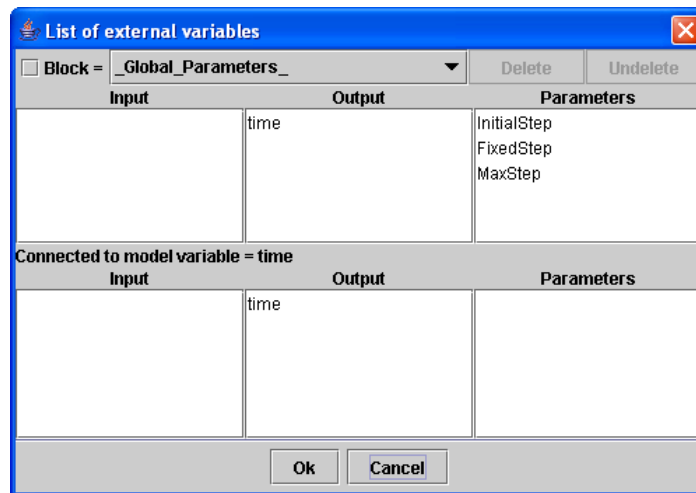 List of external variables
Block = _Global_Parameters_ Delete Undelete
Input Output Parameters
time InitialStep
FixedStep
MaxStep
Connected to model variable = time
Input Output Parameters
time
Ok Cancel